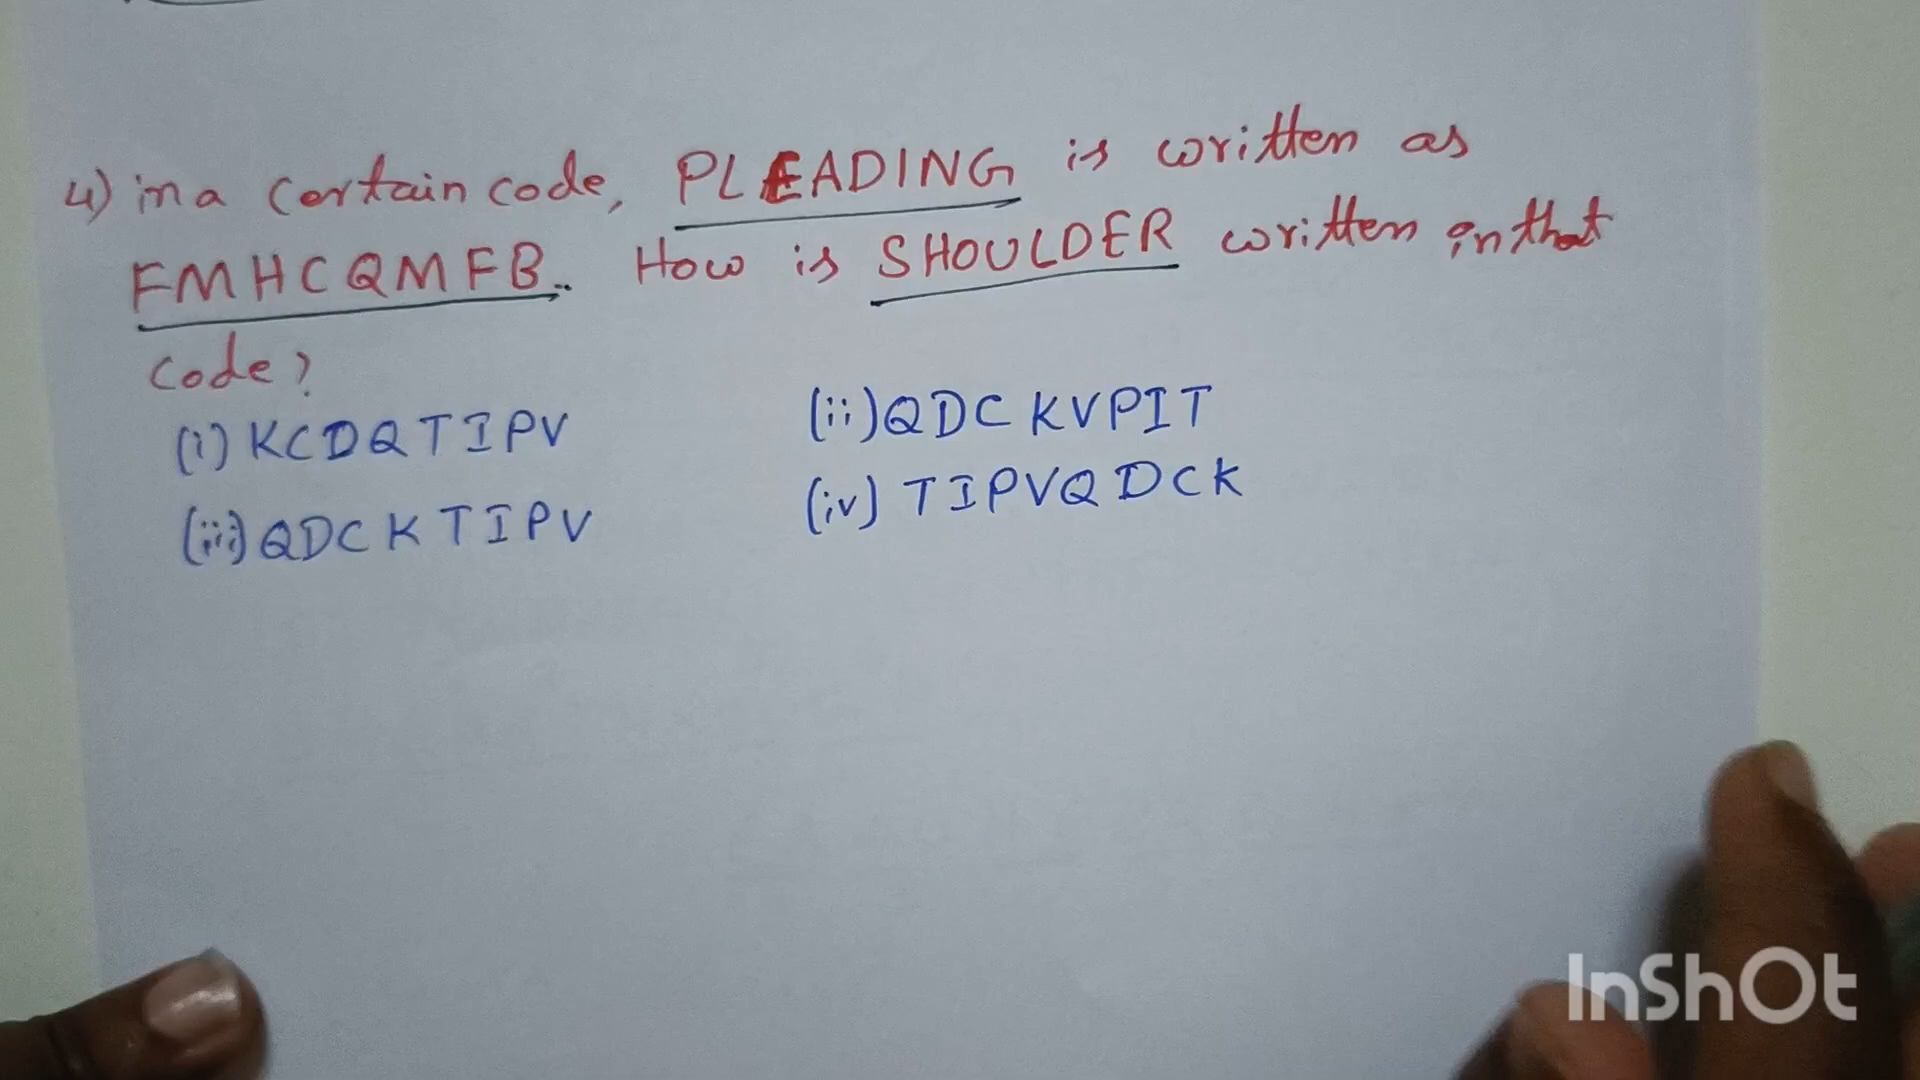 4) in a certain code, PLEADING is written as
FMHCQMFB. How is SHOULDER written in that
code?
(i) KCDQTIPV (ii) QDCKVPIT
(iii) QDCKTIPV (iv) TIPVQDCK
InShOt